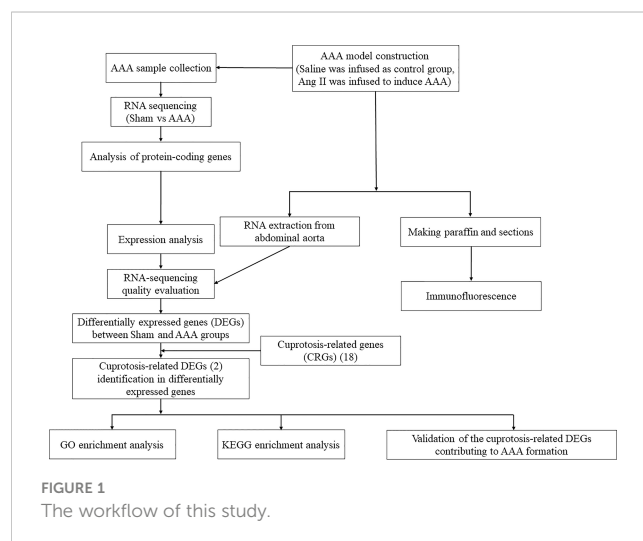 AAA model construction
(Saline was infused as control group,
Ang II was infused to induce AAA)
AAA sample collection
RNA sequencing
(Sham vs AAA)
Analysis of protein-coding genes
RNA extraction from
abdominal aorta
Making paraffin and sections
Expression analysis
RNA-sequencing
quality evaluation
Immunofluorescence
Differentially expressed genes (DEGs)
between Sham and AAA groups
Cuprotosis-related genes
(CRGs) (18)
Cuprotosis-related DEGs (2)
identification in differentially
expressed genes
GO enrichment analysis
KEGG enrichment analysis
Validation of the cuprotosis-related DEGs
contributing to AAA formation
FIGURE 1
The workflow of this study.